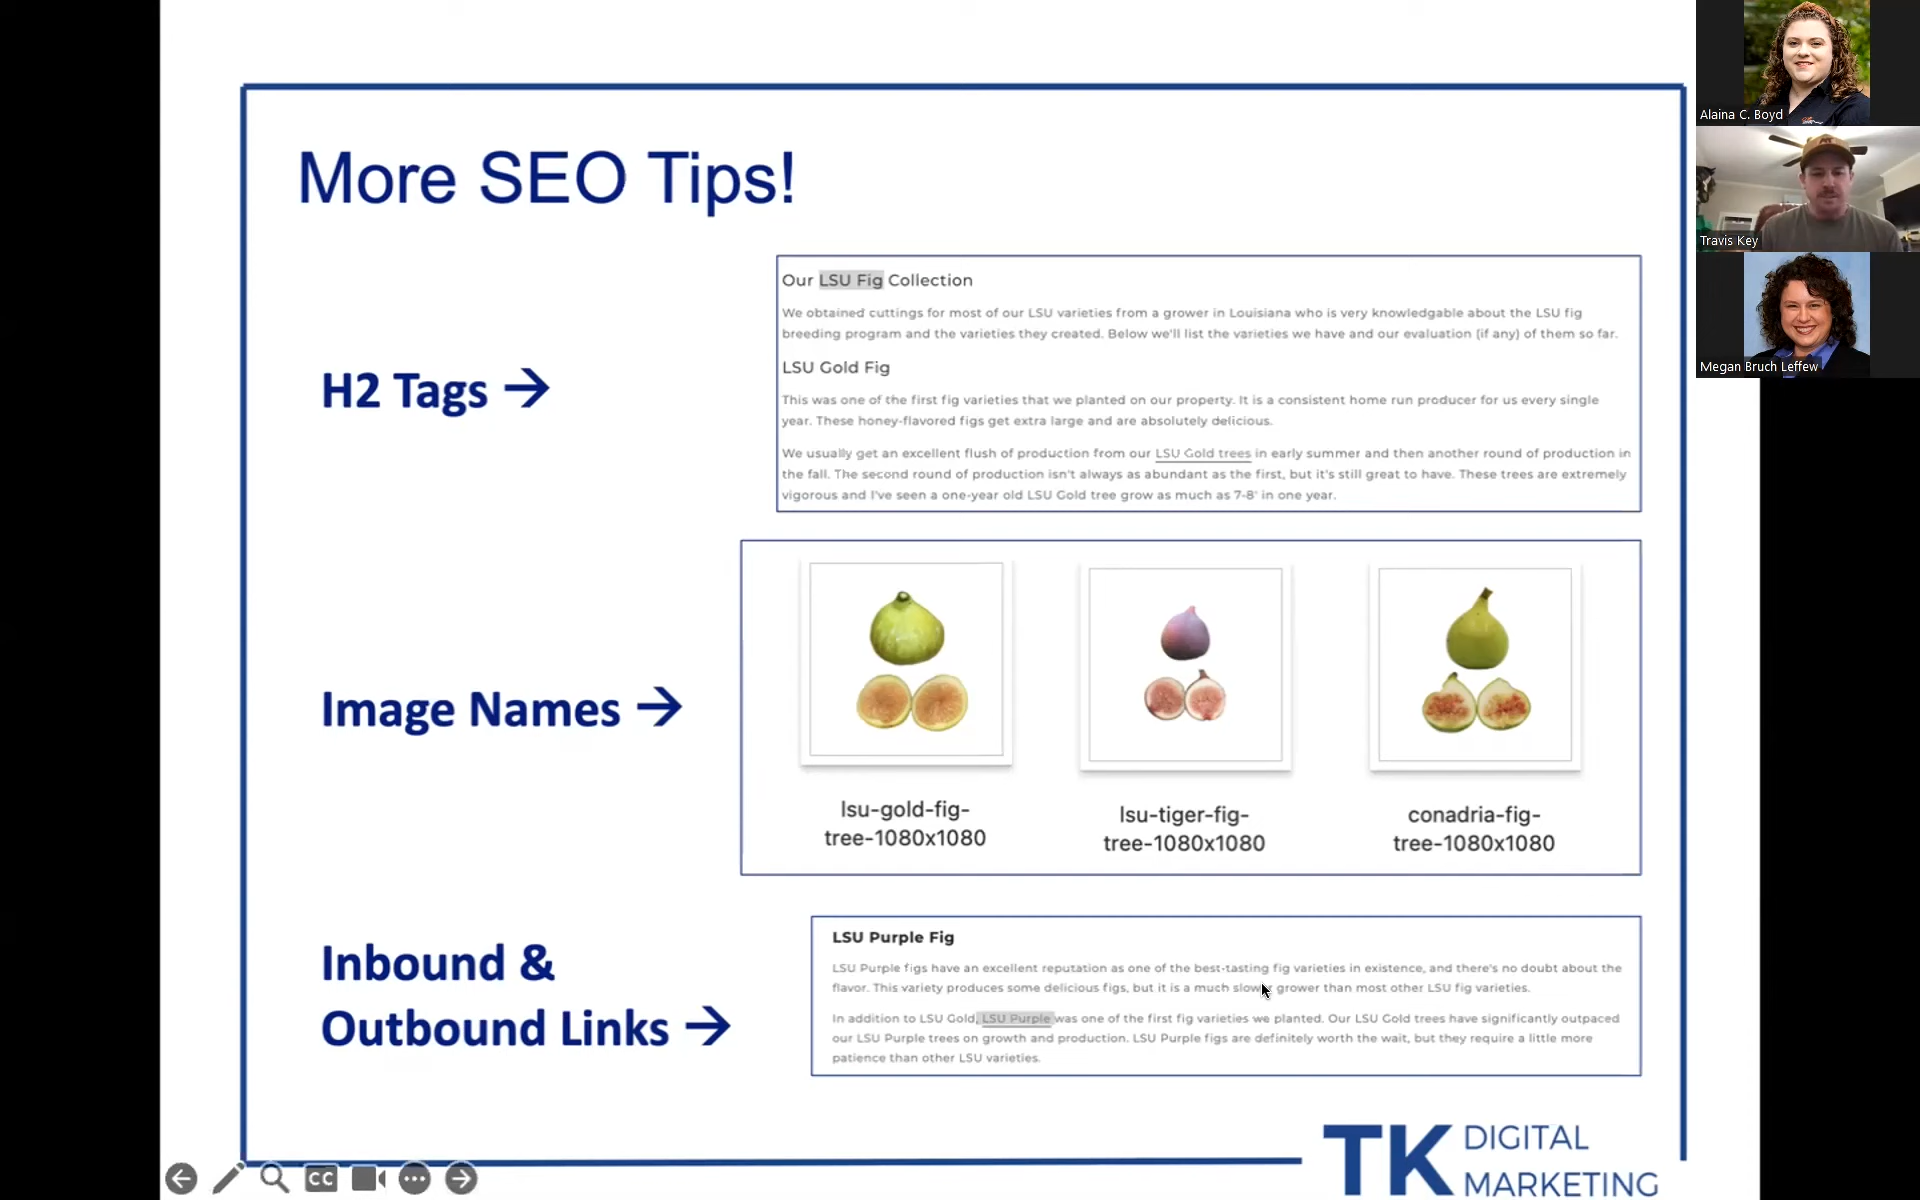 More SEO Tips!
H2 Tags →
Our LSU Fig Collection
We obtained cuttings for most of our LSU varieties from a grower in Louisiana who is very knowledgable about the LSU fig
breeding program and the varieties they created. Below we'll list the varieties we have and our evaluation (if any) of them so far.
LSU Gold Fig
This was one of the first fig varieties that we planted on our property. It is a consistent home run producer for us every single
year. These honey-flavored figs get extra large and are absolutely delicious.
We usually get an excellent flush of production from our LSU Gold trees in early summer and then another round of production in
the fall. The second round of production isn't always as abundant as the first, but it's still great to have. These trees are extremely
vigorous and I've seen a one-year old LSU Gold tree grow as much as 7-8' in one year.
Image Names →
lsu-gold-fig-
tree-1080x1080
lsu-tiger-fig-
tree-1080x1080
conadria-fig-
tree-1080x1080
Inbound &
Outbound Links →
LSU Purple Fig
LSU Purple figs have an excellent reputation as one of the best-tasting fig varieties in existence, and there's no doubt about the
flavor. This variety produces some delicious figs, but it is a much slower grower than most other LSU fig varieties.
In addition to LSU Gold, LSU Purple was one of the first fig varieties we planted. Our LSU Gold trees have significantly outpaced
our LSU Purple trees on growth and production. LSU Purple figs are definitely worth the wait, but they require a little more
patience than other LSU varieties.
TK DIGITAL
MARKETING
CC
Alaina C. Boyd
Travis Key
Megan Bruch Leffew